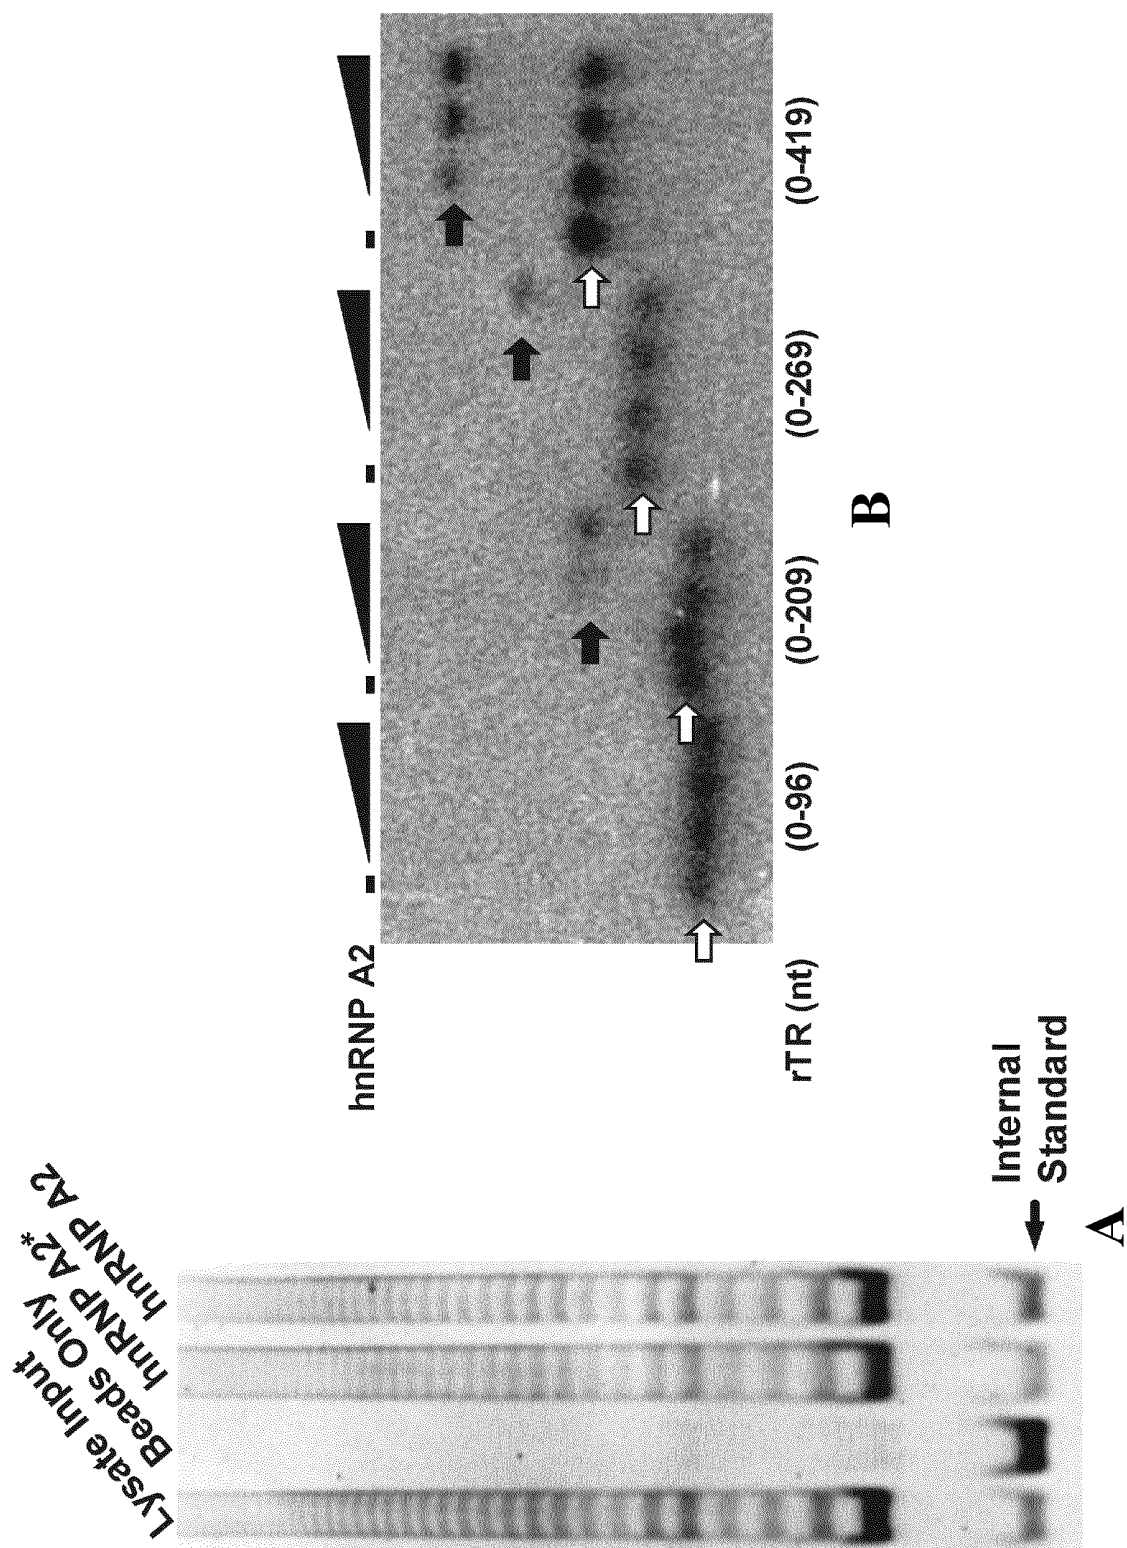 Lysate Input
Beads Only
hnRNP A2*
hnRNP A2
Internal
Standard
A
hnRNP A2
- - - -
rTR (nt)
(0-96)
(0-209)
(0-269)
(0-419)
B